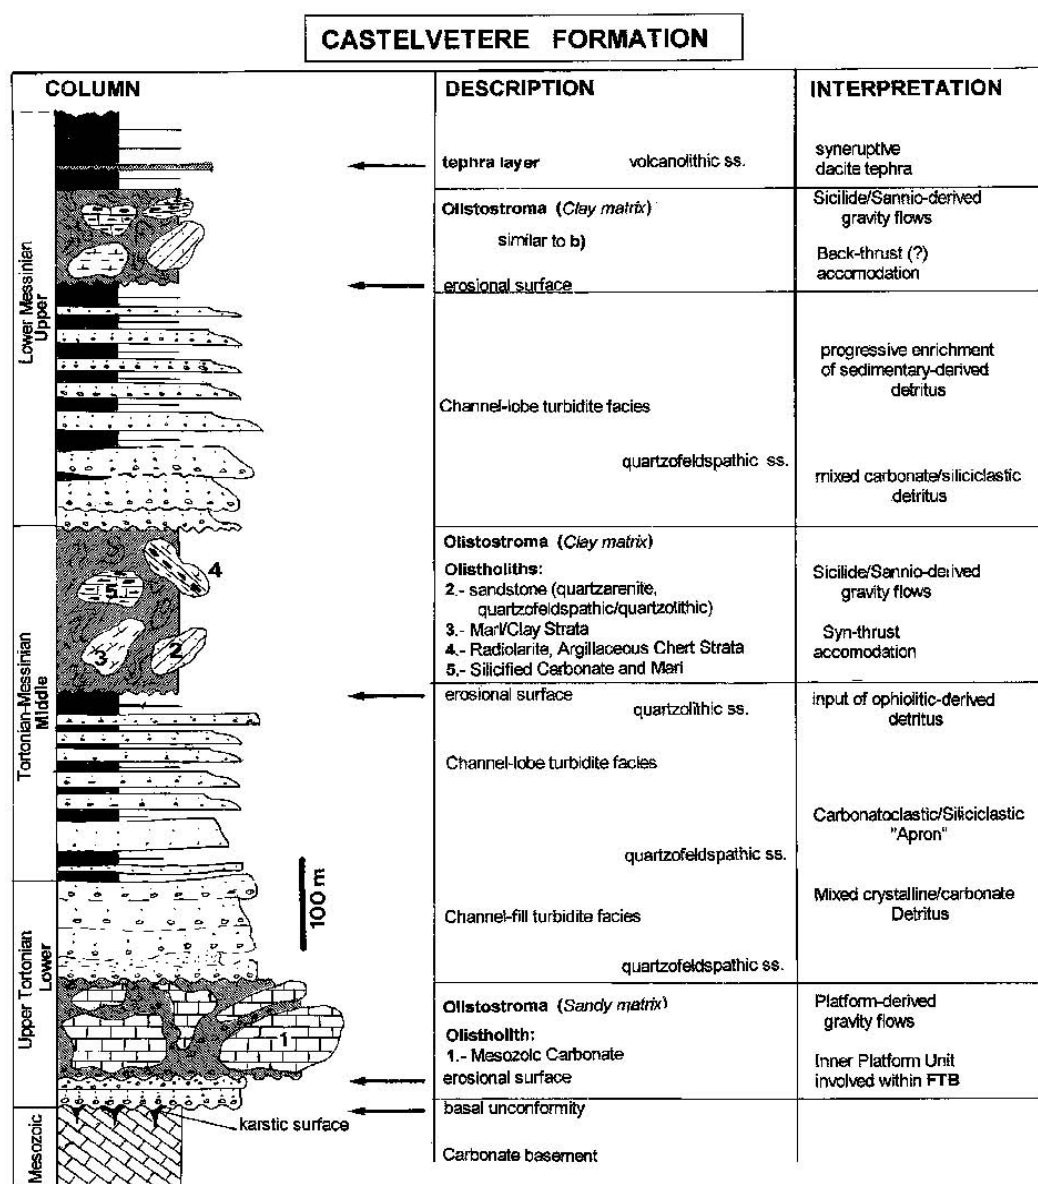 CASTELVETERE FORMATION
COLUMN
DESCRIPTION
INTERPRETATION
tephra layer volcanolithic ss.
syneruptive
dacite tephra
Olistostroma (Clay matrix)
similar to b)
Sicilide/Sannio-derived
gravity flows
Back-thrust (?)
accomodation
erosional surface
Lower Messinian
Upper
progressive enrichment
of sedimentary-derived
detritus
Channel-lobe turbidite facies
quartzofeldspathic ss.
mixed carbonate/siliciclastic
detritus
Olistostroma (Clay matrix)
Olistholiths:
2.- sandstone (quartzarenite,
quartzofeldspathic/quartzolithic)
3.- Marl/Clay Strata
4.- Radiolarite, Argillaceous Chert Strata
5.- Silicified Carbonate and Marl
Sicilide/Sannio-derived
gravity flows
Syn-thrust
accomodation
4
5
3
2
Tortonian-Messinian
Middle
erosional surface
quartzolithic ss.
input of ophiolitic-derived
detritus
Channel-lobe turbidite facies
Carbonatoclastic/Siliciclastic
"Apron"
quartzofeldspathic ss.
100 m
Mixed crystalline/carbonate
Detritus
Channel-fill turbidite facies
quartzofeldspathic ss.
Upper Tortonian
Lower
Olistostroma (Sandy matrix)
Olistholith:
1.- Mesozoic Carbonate
Platform-derived
gravity flows
Inner Platform Unit
involved within FTB
1
erosional surface
basal unconformity
karstic surface
Mesozoic
Carbonate basement